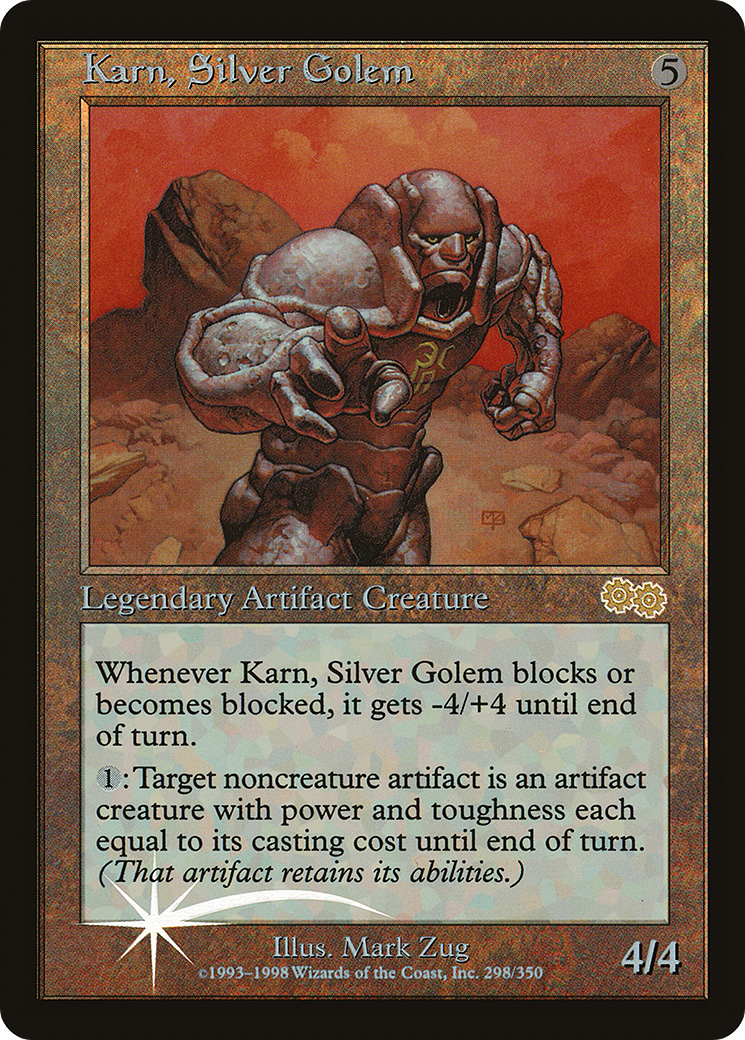 Karn, Silver Golem
5
MZ
Legendary Artifact Creature
Whenever Karn, Silver Golem blocks or
becomes blocked, it gets -4/+4 until end
of turn.
1: Target noncreature artifact is an artifact
creature with power and toughness each
equal to its casting cost until end of turn.
(That artifact retains its abilities.)
Illus. Mark Zug
4/4
©1993–1998 Wizards of the Coast, Inc. 298/350